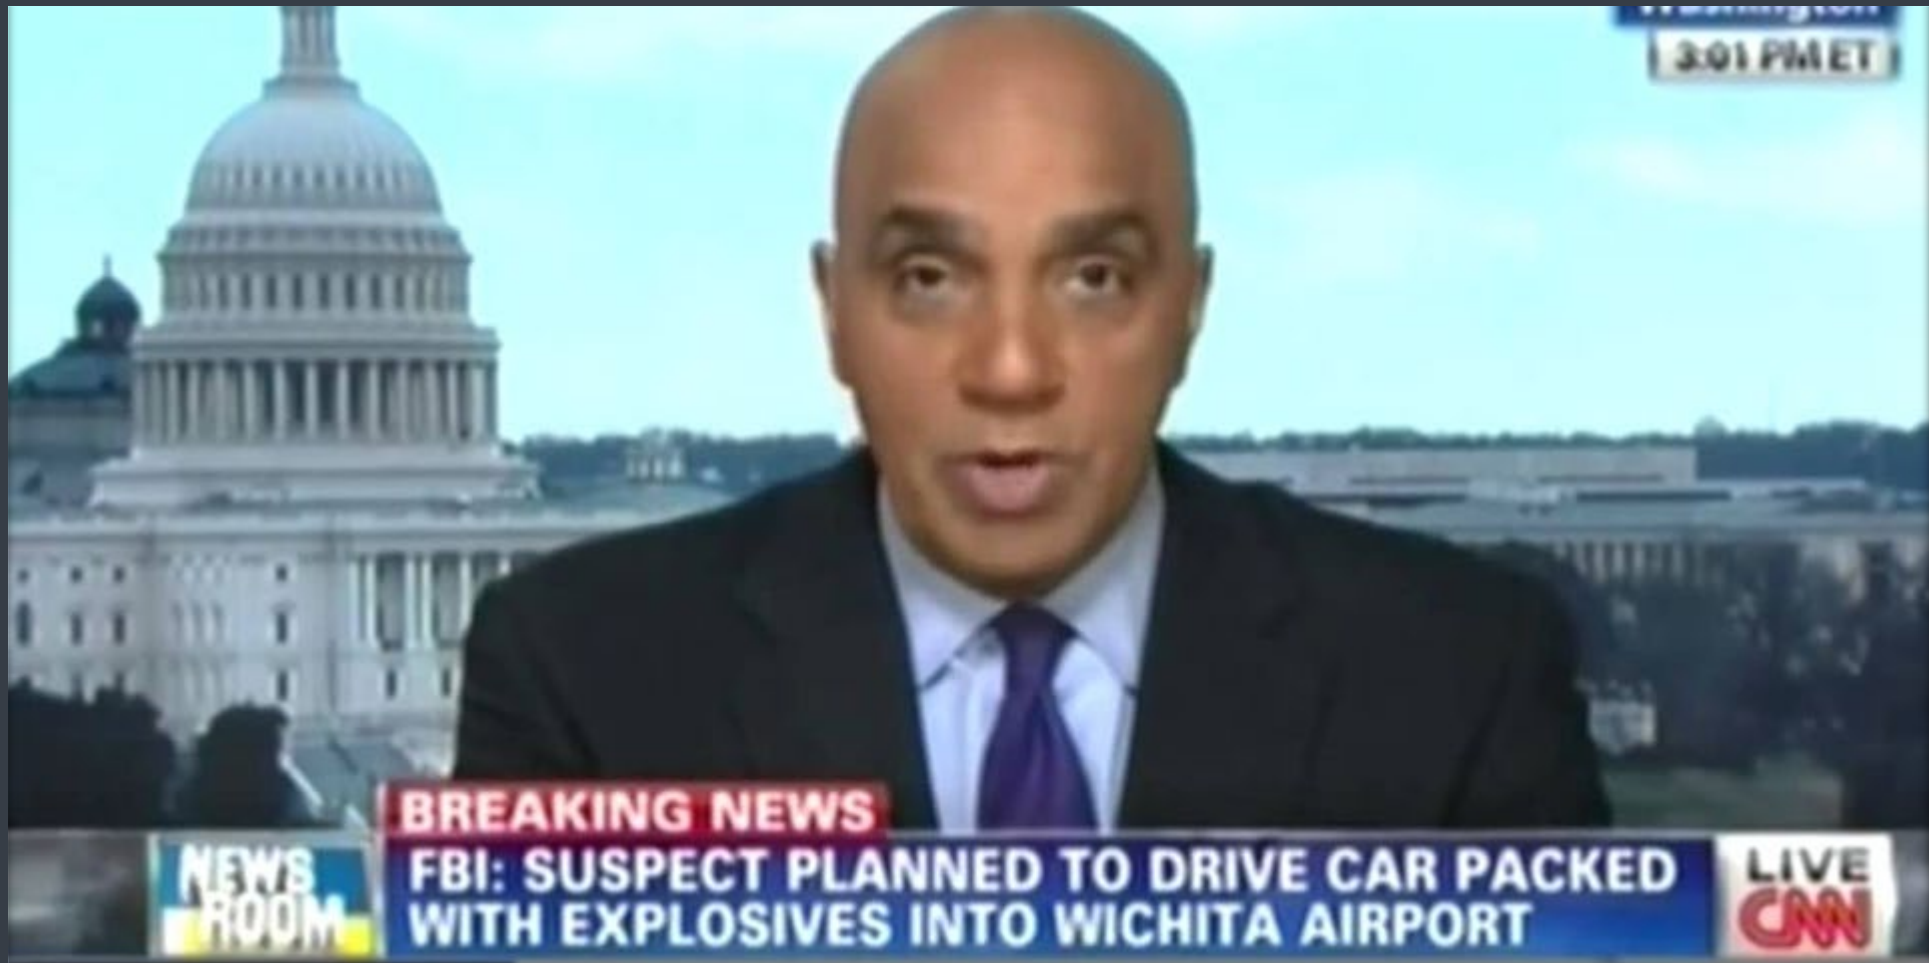 Washington
3:01 PM ET
BREAKING NEWS
FBI: SUSPECT PLANNED TO DRIVE CAR PACKED
WITH EXPLOSIVES INTO WICHITA AIRPORT
NEWS
ROOM
LIVE
CNN